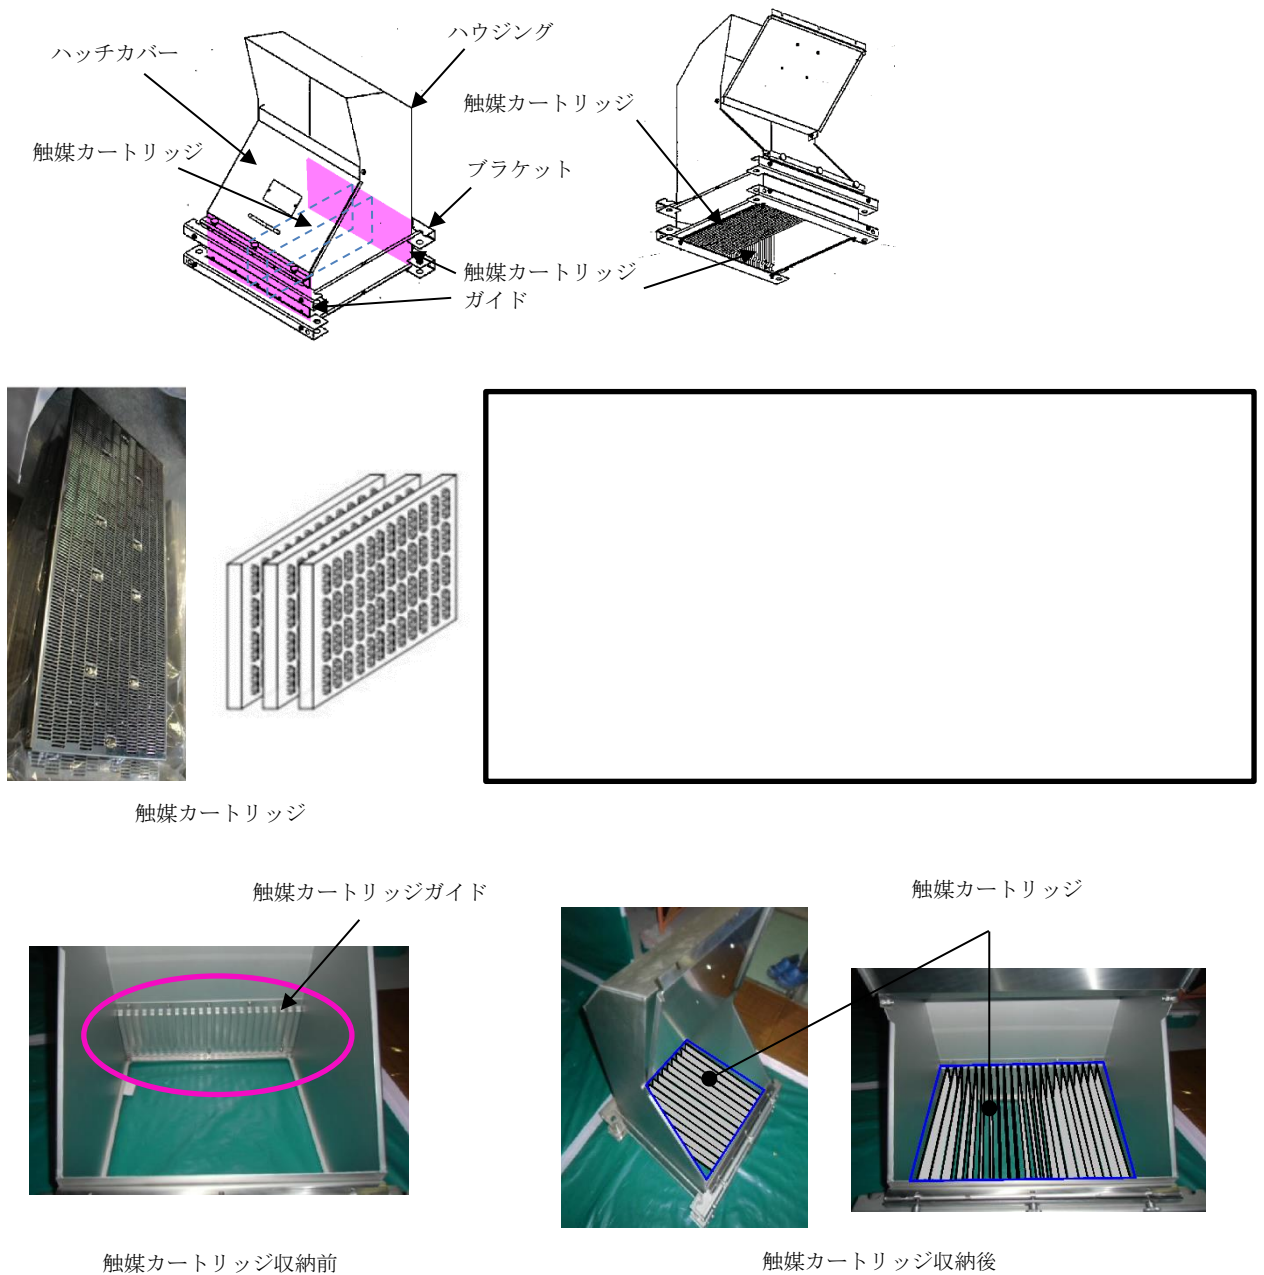 ハッチカバー
ハウジング
触媒カートリッジ
触媒カートリッジ
ブラケット
触媒カートリッジ
ガイド
触媒カートリッジ
触媒カートリッジガイド
触媒カートリッジ
触媒カートリッジ収納前
触媒カートリッジ収納後